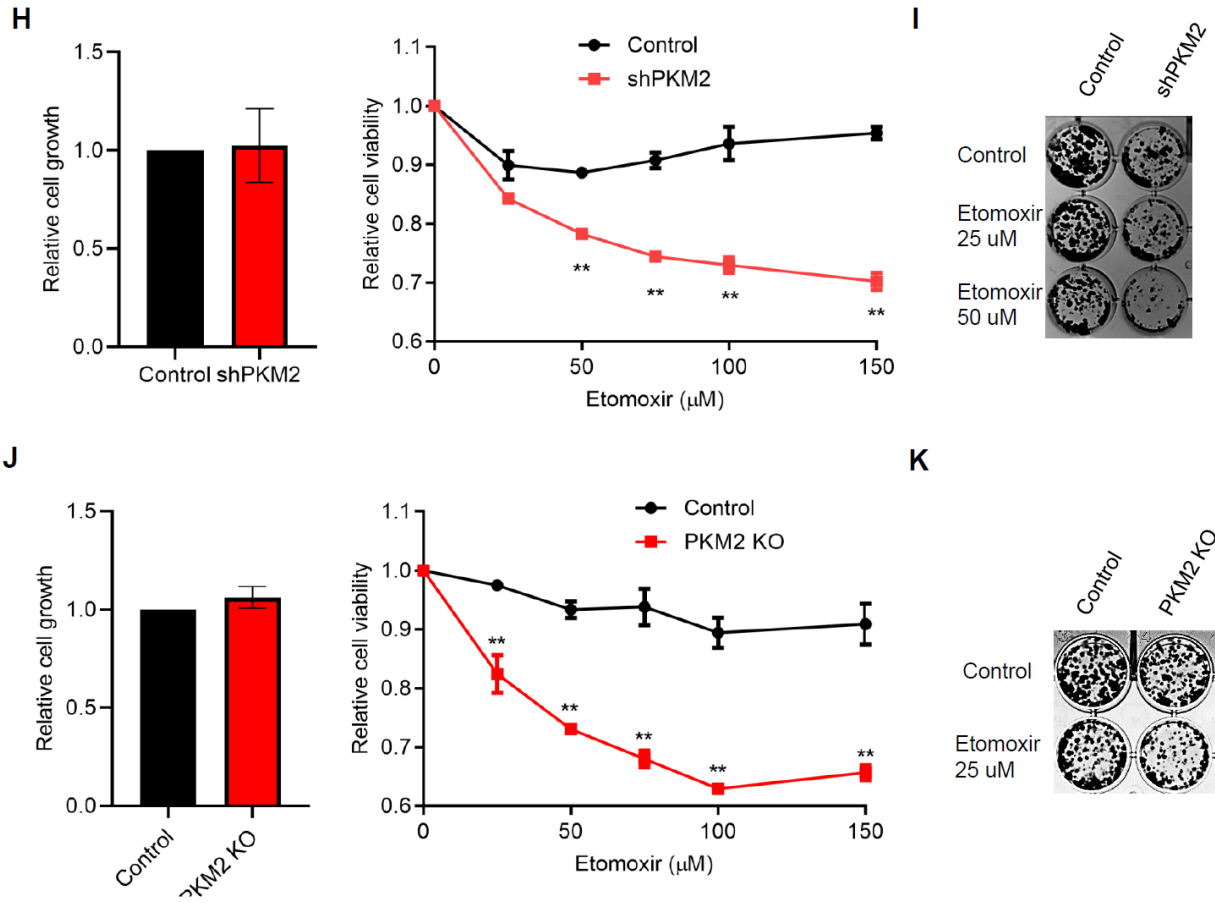 H
1.5
1.0
0.5
0.0
Relative cell growth
Control shPKM2
1.1
1.0
0.9
0.8
0.7
0.6
Relative cell viability
Control
shPKM2
**
**
**
**
0
50
100
150
Etomoxir (μM)
I
Control
shPKM2
Control
Etomoxir
25 uM
Etomoxir
50 uM
J
1.5
1.0
0.5
0.0
Relative cell growth
Control
PKM2 KO
1.1
1.0
0.9
0.8
0.7
0.6
Relative cell viability
Control
PKM2 KO
**
**
**
**
**
0
50
100
150
Etomoxir (μM)
K
Control
PKM2 KO
Control
Etomoxir
25 uM